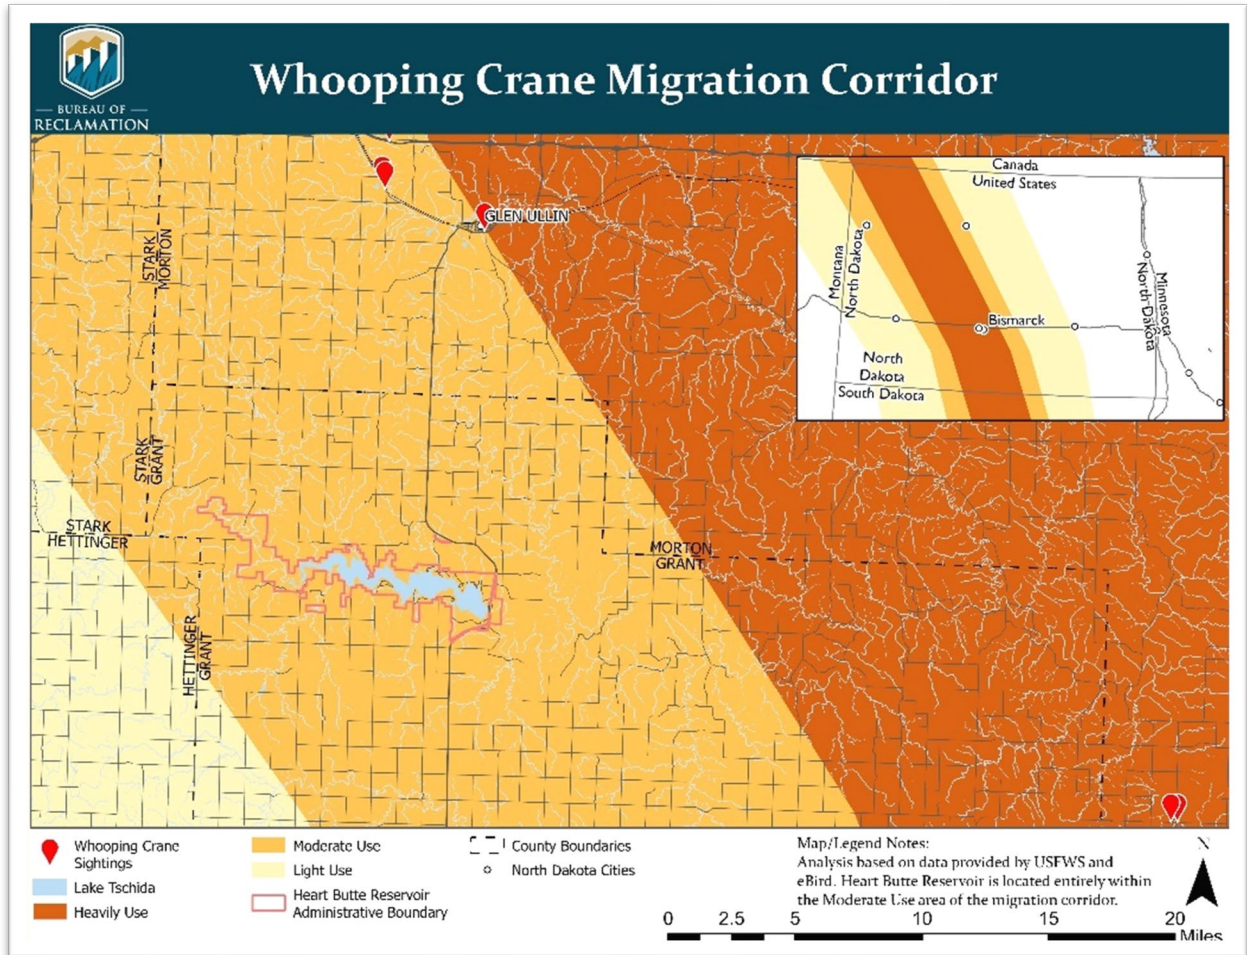 Whooping Crane Migration Corridor
BUREAU OF
RECLAMATION
GLEN ULLIN
STARK
MORTON
STARK
GRANT
STARK
HETTINGER
HETTINGER
GRANT
MORTON
GRANT
Canada
United States
Montana
North Dakota
Bismarck
Minnesota
North Dakota
North
Dakota
South Dakota
Whooping Crane
Sightings
Lake Tschida
Heavily Use
Moderate Use
Light Use
Heart Butte Reservoir
Administrative Boundary
County Boundaries
North Dakota Cities
Map/Legend Notes:
Analysis based on data provided by USFWS and
eBird. Heart Butte Reservoir is located entirely within
the Moderate Use area of the migration corridor.
N
0 2.5 5 10 15 20
Miles